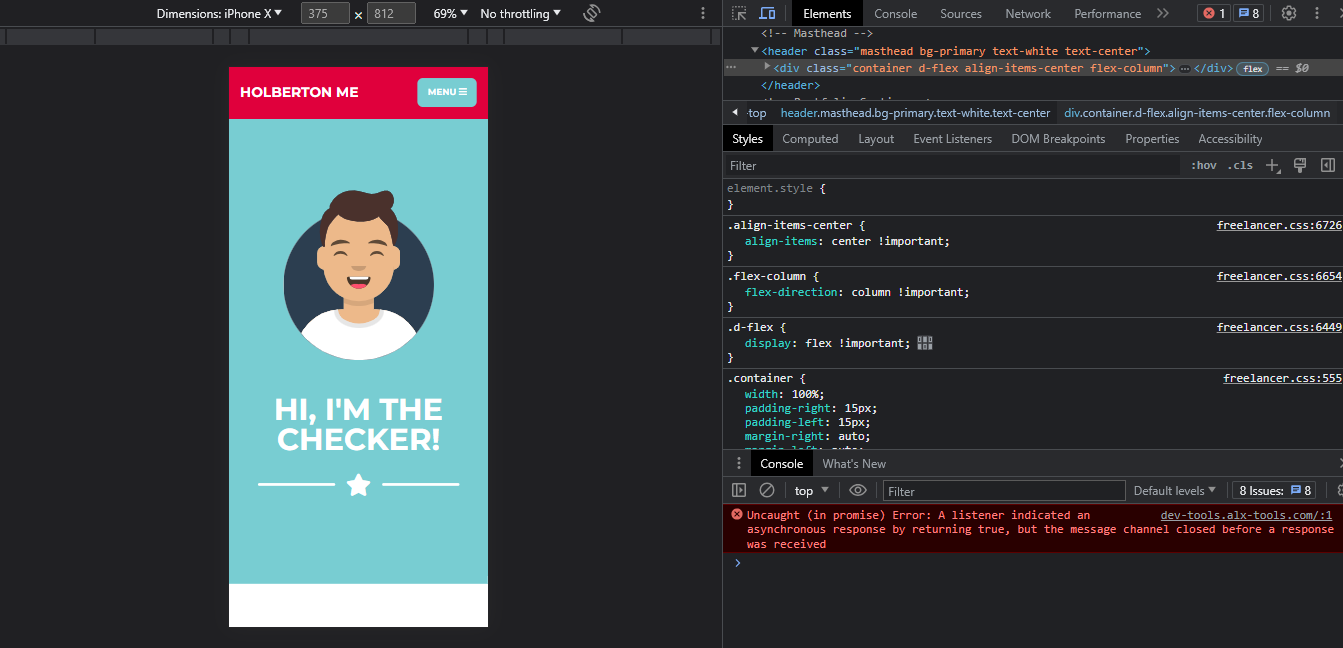 Dimensions: iPhone X ▼ 375 x 812 69% ▼ No throttling ▼
HOLBERTON ME
MENU
HI, I'M THE
CHECKER!
Elements Console Sources Network Performance 1 8
<!-- Masthead -->
▼<header class="masthead bg-primary text-white text-center">
▶<div class="container d-flex align-items-center flex-column">…</div> flex == $0
</header>
top header.masthead.bg-primary.text-white.text-center div.container.d-flex.align-items-center.flex-column
Styles Computed Layout Event Listeners DOM Breakpoints Properties Accessibility
Filter :hov .cls
element.style {
}
.align-items-center { freelancer.css:6726
align-items: center !important;
}
.flex-column { freelancer.css:6654
flex-direction: column !important;
}
.d-flex { freelancer.css:6449
display: flex !important;
}
.container { freelancer.css:555
width: 100%;
padding-right: 15px;
padding-left: 15px;
margin-right: auto;
Console What's New
top ▼ Filter Default levels ▼ 8 Issues: 8
Uncaught (in promise) Error: A listener indicated an dev-tools.alx-tools.com/:1
asynchronous response by returning true, but the message channel closed before a response
was received